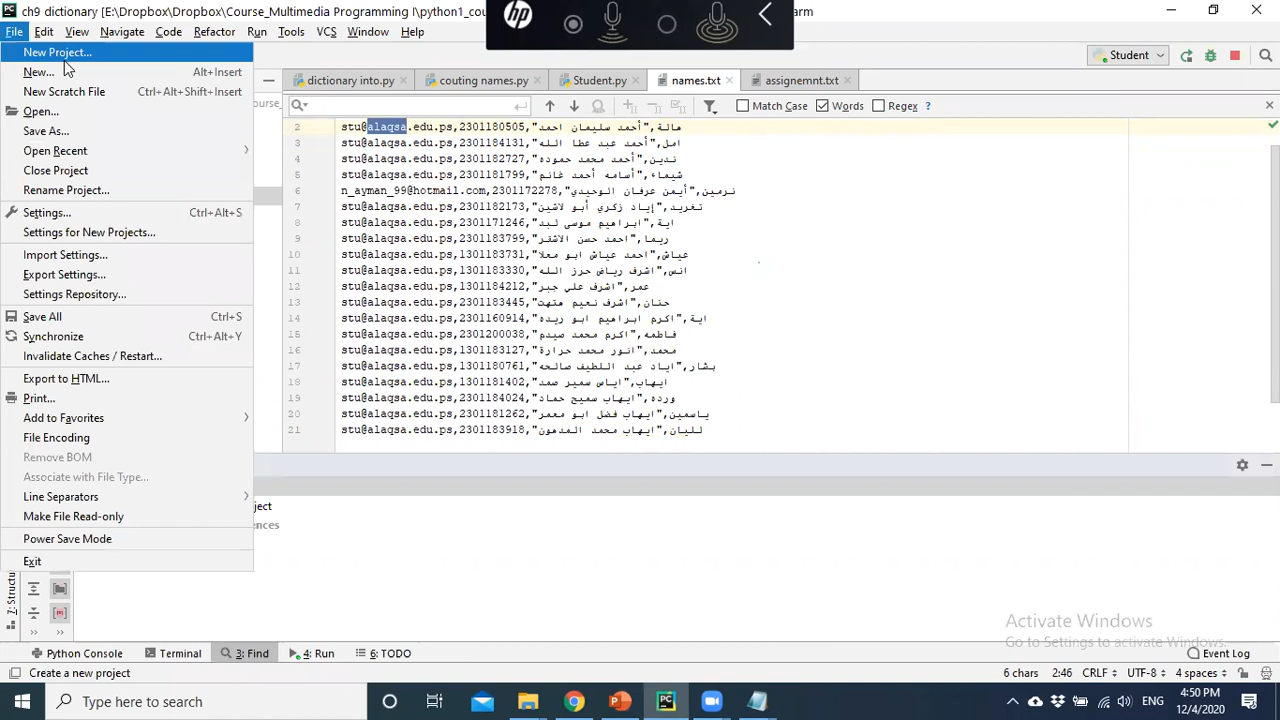 ch9 dictionary [E:\Dropbox\Dropbox\Course_Multimedia Programming I\python1_co
arm
File Edit View Navigate Code Refactor Run Tools VCS Window Help
hp
New Project...
New... Alt+Insert
New Scratch File Ctrl+Alt+Shift+Insert
Open...
Save As...
Open Recent
Close Project
Rename Project...
Settings... Ctrl+Alt+S
Settings for New Projects...
Import Settings...
Export Settings...
Settings Repository...
Save All Ctrl+S
Synchronize Ctrl+Alt+Y
Invalidate Caches / Restart...
Export to HTML...
Print...
Add to Favorites
File Encoding
Remove BOM
Associate with File Type...
Line Separators
Make File Read-only
Power Save Mode
Exit
Student
dictionary into.py couting names.py Student.py names.txt assignemnt.txt
Match Case Words Regex ?
2 stu@alaqsa.edu.ps,2301180505,"أحمد سليمان احمد",هالة
3 stu@alaqsa.edu.ps,2301184131,"أحمد عبد عطا الله",امل
4 stu@alaqsa.edu.ps,2301182727,"أحمد محمد حموده",ندين
5 stu@alaqsa.edu.ps,2301181799,"أسامه أحمد غانم",شيماء
6 n_ayman_99@hotmail.com,2301172278,"أيمن عرفان الوحيدي",نرمين
7 stu@alaqsa.edu.ps,2301182173,"إياد زكري أبو لاشين",تغريد
8 stu@alaqsa.edu.ps,2301171246,"ابراهيم موسى لبد",اية
9 stu@alaqsa.edu.ps,2301183799,"احمد حسن الاشقر",ريما
10 stu@alaqsa.edu.ps,1301183731,"احمد عياش ابو معلا",عياش
11 stu@alaqsa.edu.ps,1301183330,"اشرف رياض حرز الله",انس
12 stu@alaqsa.edu.ps,1301184212,"اشرف علي جبر",عمر
13 stu@alaqsa.edu.ps,2301183445,"اشرف نعيم هتهت",حنان
14 stu@alaqsa.edu.ps,2301160914,"اكرم ابراهيم ابو ريده",اية
15 stu@alaqsa.edu.ps,2301200038,"اكرم محمد صيدم",فاطمه
16 stu@alaqsa.edu.ps,1301183127,"انور محمد حرارة",محمد
17 stu@alaqsa.edu.ps,1301180761,"اياد عبد اللطيف صالحه",بشار
18 stu@alaqsa.edu.ps,1301181402,"اياس سمير صمد",ايهاب
19 stu@alaqsa.edu.ps,2301184024,"ايهاب سميح حماد",ورده
20 stu@alaqsa.edu.ps,2301181262,"ايهاب فضل ابو معمر",ياسمين
21 stu@alaqsa.edu.ps,2301183918,"ايهاب محمد المدهون",لليان
ject
ences
7: Structu
Activate Windows
Go to Settings to activate Windows.
Python Console Terminal 3: Find 4: Run 6: TODO Event Log
Create a new project 6 chars 2:46 CRLF UTF-8 4 spaces
Type here to search
ENG
4:50 PM
12/4/2020